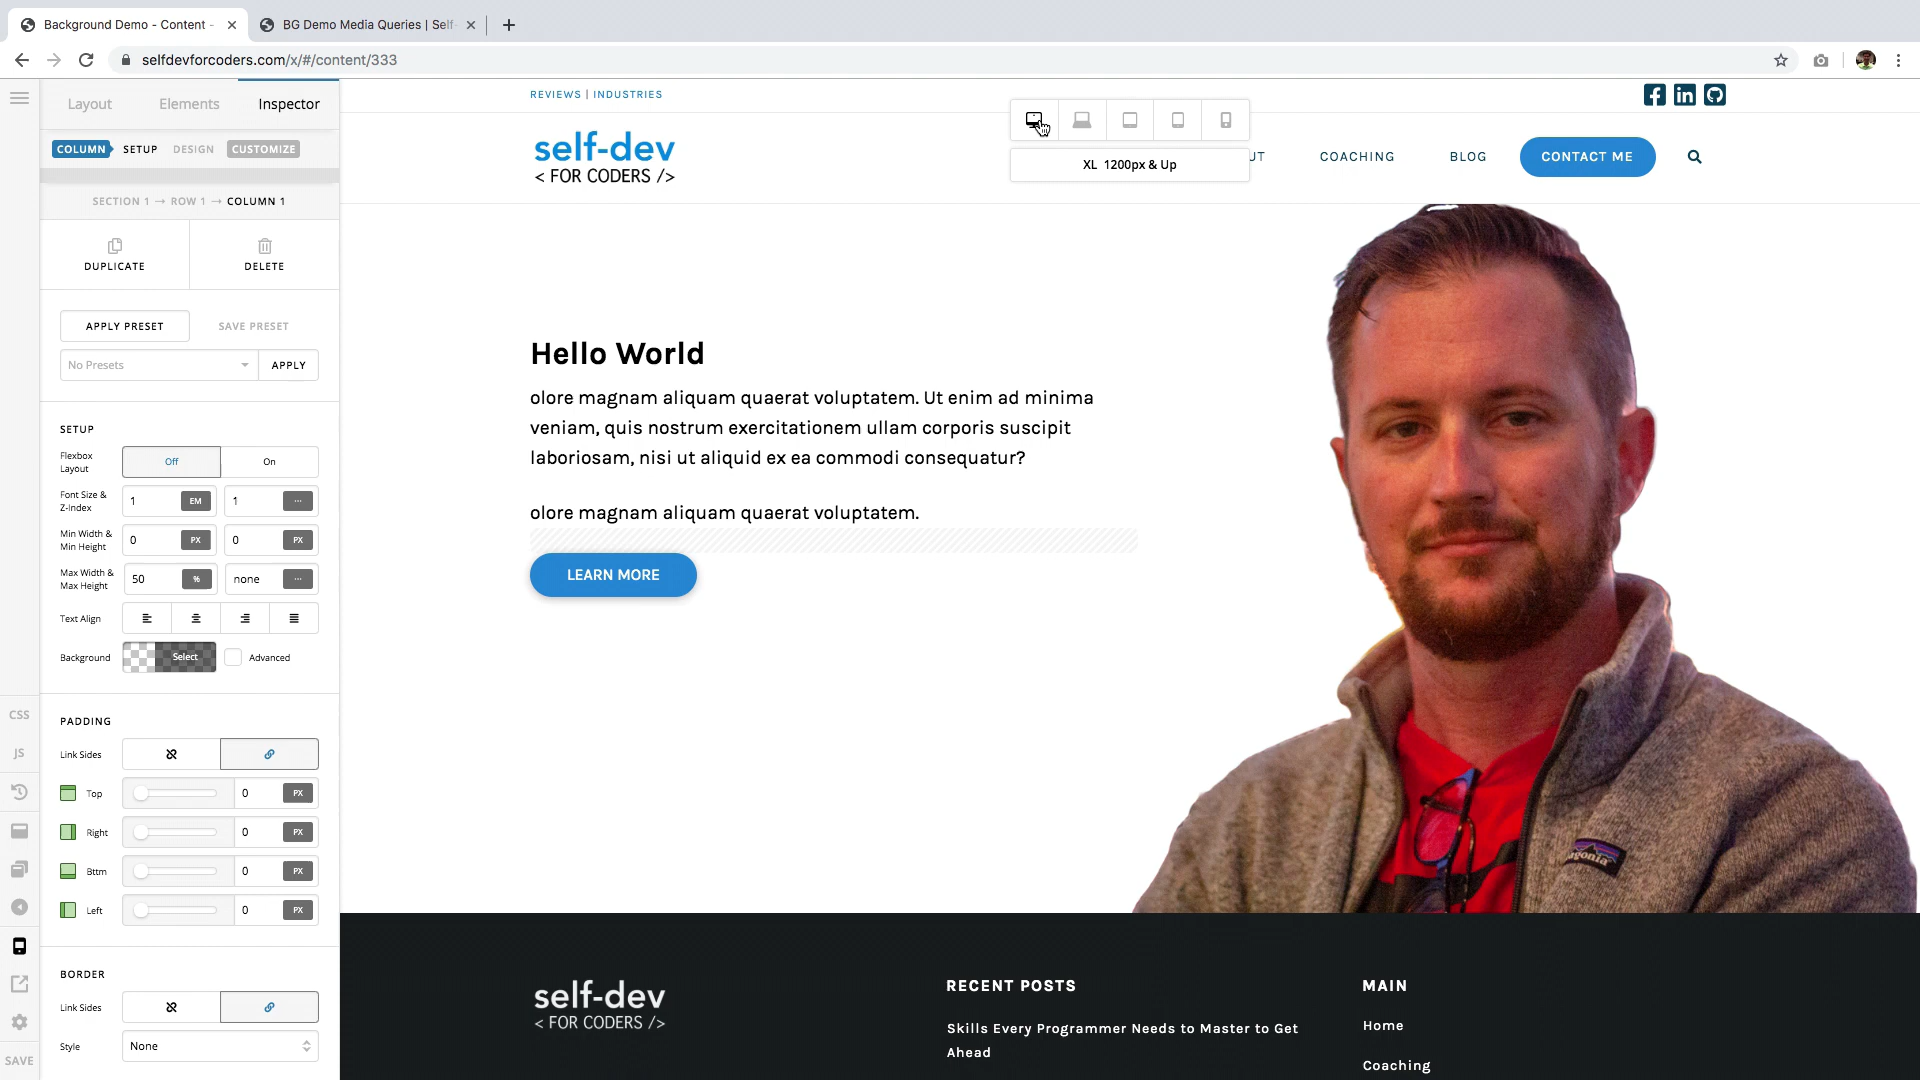 Background Demo - Content -
BG Demo Media Queries | Self-
selfdevforcoders.com/x/#/content/333
Layout
Elements
Inspector
COLUMN
SETUP
DESIGN
CUSTOMIZE
SECTION 1 → ROW 1 → COLUMN 1
DUPLICATE
DELETE
APPLY PRESET
SAVE PRESET
No Presets
APPLY
SETUP
Flexbox
Layout
Off
On
Font Size &
Z-Index
1
EM
1
...
Min Width &
Min Height
0
PX
0
PX
Max Width &
Max Height
50
%
none
...
Text Align
Background
Select
Advanced
PADDING
Link Sides
Top
0
PX
Right
0
PX
Bttm
0
PX
Left
0
PX
BORDER
Link Sides
Style
None
CSS
JS
SAVE
REVIEWS | INDUSTRIES
self-dev
< FOR CODERS />
XL 1200px & Up
UT
COACHING
BLOG
CONTACT ME
Hello World
olore magnam aliquam quaerat voluptatem. Ut enim ad minima
veniam, quis nostrum exercitationem ullam corporis suscipit
laboriosam, nisi ut aliquid ex ea commodi consequatur?
olore magnam aliquam quaerat voluptatem.
LEARN MORE
agonia
self-dev
< FOR CODERS />
RECENT POSTS
Skills Every Programmer Needs to Master to Get
Ahead
MAIN
Home
Coaching